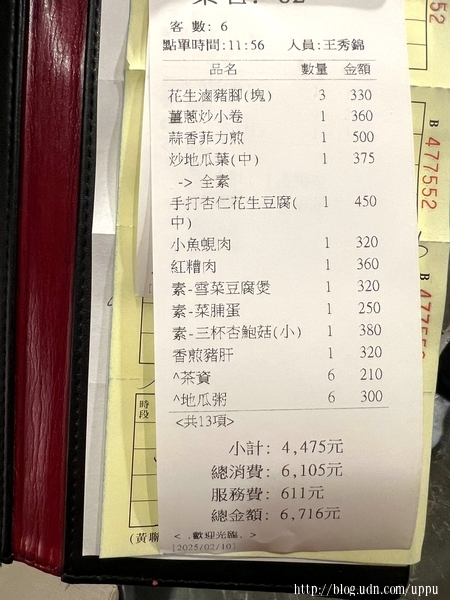 桌名: 62
客 數: 6
點單時間:11:56 人員:王秀錦
品名 數量 金額
花生滷豬腳(塊) 3 330
薑蔥炒小卷 1 360
蒜香菲力煎 1 500
炒地瓜葉(中) 1 375
-> 全素
手打杏仁花生豆腐( 1 450
中)
小魚蜆肉 1 320
紅糟肉 1 360
素-雪菜豆腐煲 1 320
素-菜脯蛋 1 250
素-三杯杏鮑菇(小) 1 380
香煎豬肝 1 320
^茶資 6 210
^地瓜粥 6 300
<共13項>
小計: 4,475元
總消費: 6,105元
服務費: 611元
總金額: 6,716元
< .歡迎光臨. >
[2025/02/10]
552
B 477552
B 47755
時段
(黃聯
http://blog.udn.com/uppu